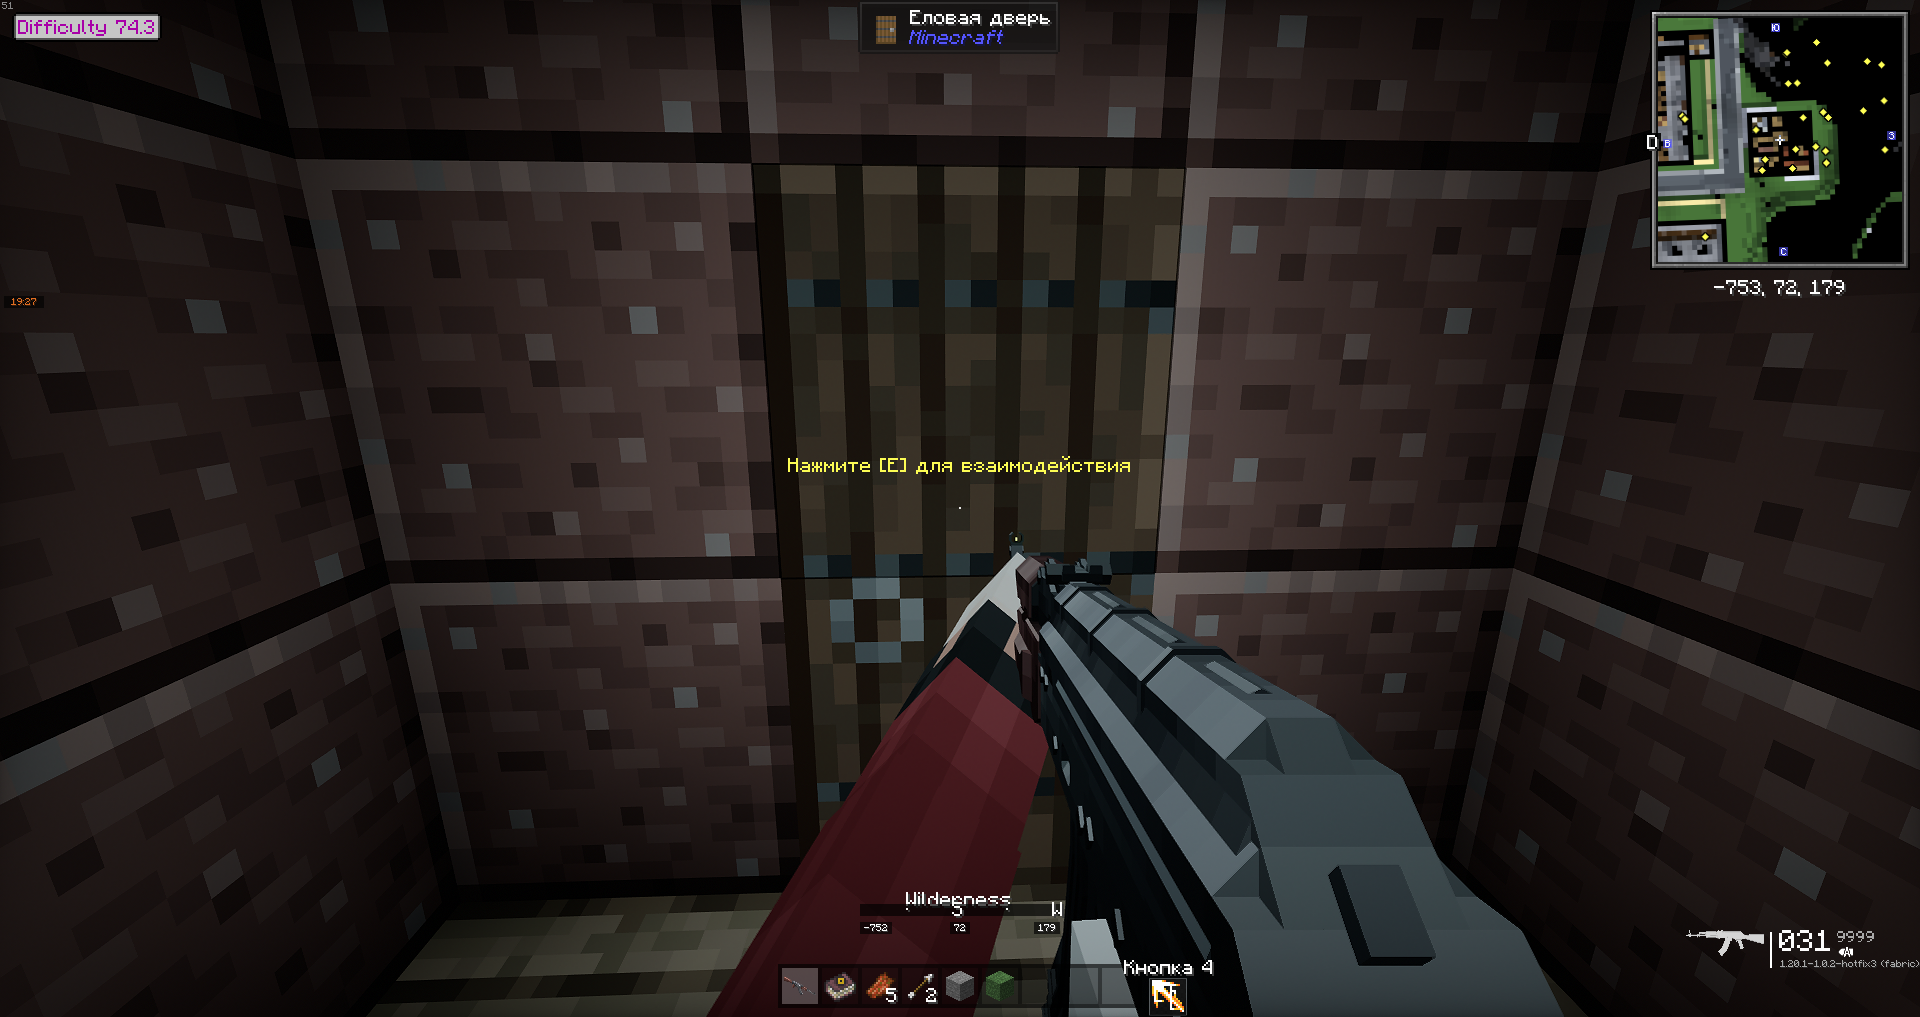 51
Difficulty 74.3
Еловая дверь
Minecraft
Ю
D
В
З
С
-753, 72, 179
19:27
Нажмите [E] для взаимодействия
Wilderness
S
W
-752
72
179
Кнопка 4
5
2
031 9999
1.20.1-1.0.2-hotfix3 (fabric)